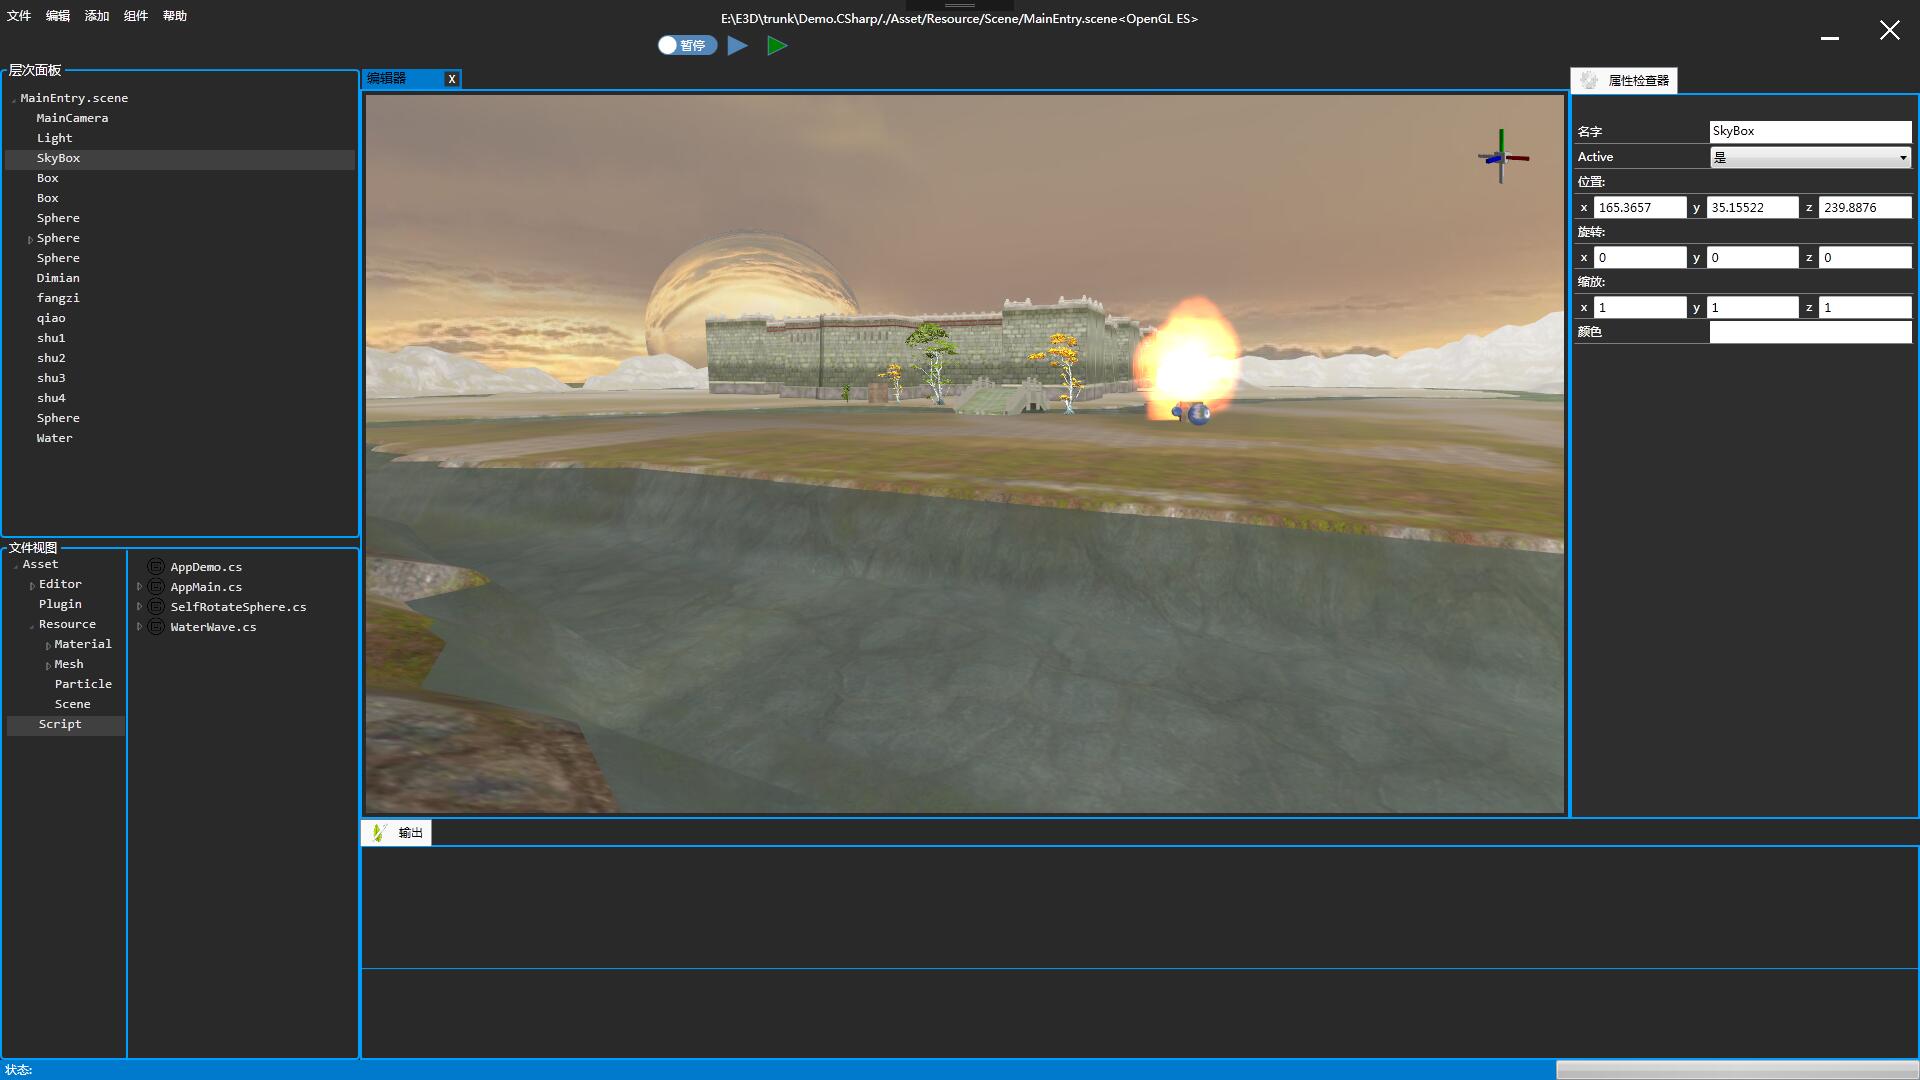 文件 编辑 添加 组件 帮助
E:\E3D\trunk\Demo.CSharp/./Asset/Resource/Scene/MainEntry.scene<OpenGL ES>
暂停
层次面板
MainEntry.scene
MainCamera
Light
SkyBox
Box
Box
Sphere
Sphere
Sphere
Dimian
fangzi
qiao
shu1
shu2
shu3
shu4
Sphere
Water
文件视图
Asset
Editor
Plugin
Resource
Material
Mesh
Particle
Scene
Script
AppDemo.cs
AppMain.cs
SelfRotateSphere.cs
WaterWave.cs
编辑器 X
属性检查器
名字 SkyBox
Active 是
位置:
x 165.3657 y 35.15522 z 239.8876
旋转:
x 0 y 0 z 0
缩放:
x 1 y 1 z 1
颜色
输出
状态: